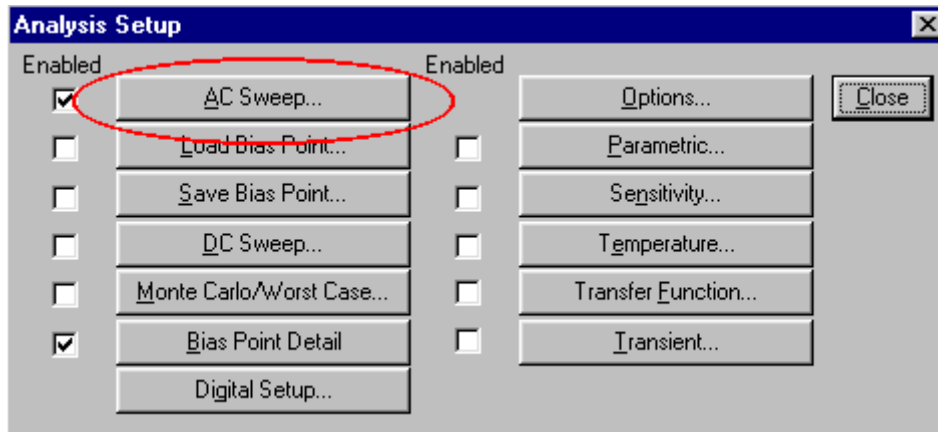 Analysis Setup
Enabled
Enabled
AC Sweep...
Options...
Close
Load Bias Point...
Parametric...
Save Bias Point...
Sensitivity...
DC Sweep...
Temperature...
Monte Carlo/Worst Case...
Transfer Function...
Bias Point Detail
Transient...
Digital Setup...